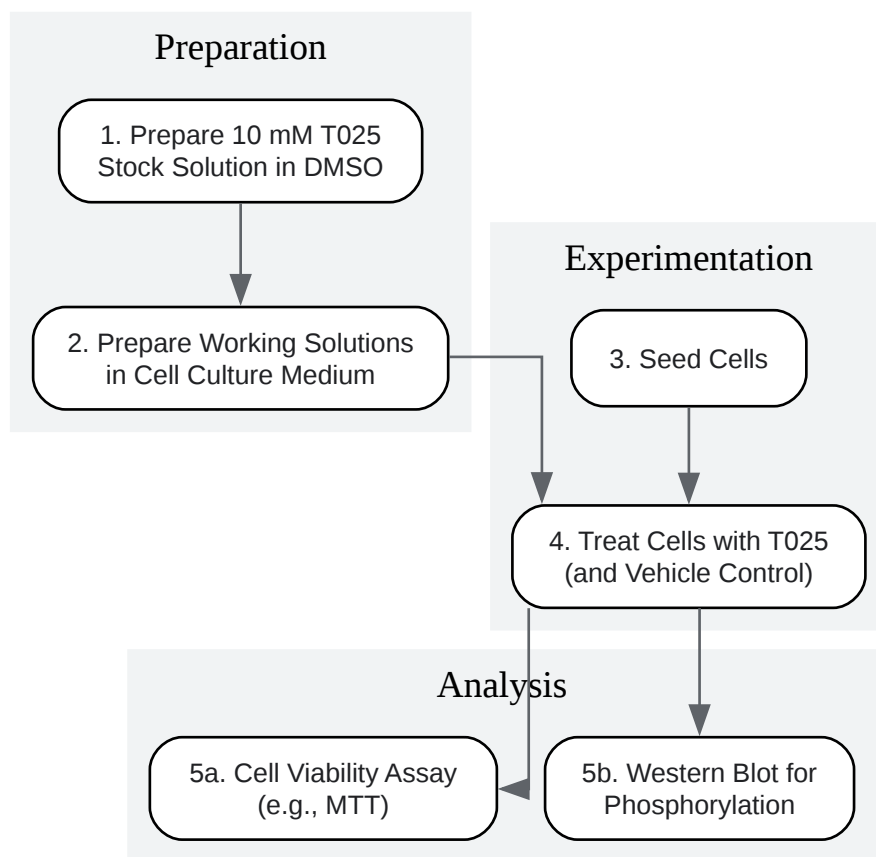 Preparation
1. Prepare 10 mM T025
Stock Solution in DMSO
2. Prepare Working Solutions
in Cell Culture Medium
Experimentation
3. Seed Cells
4. Treat Cells with T025
(and Vehicle Control)
Analysis
5a. Cell Viability Assay
(e.g., MTT)
5b. Western Blot for
Phosphorylation